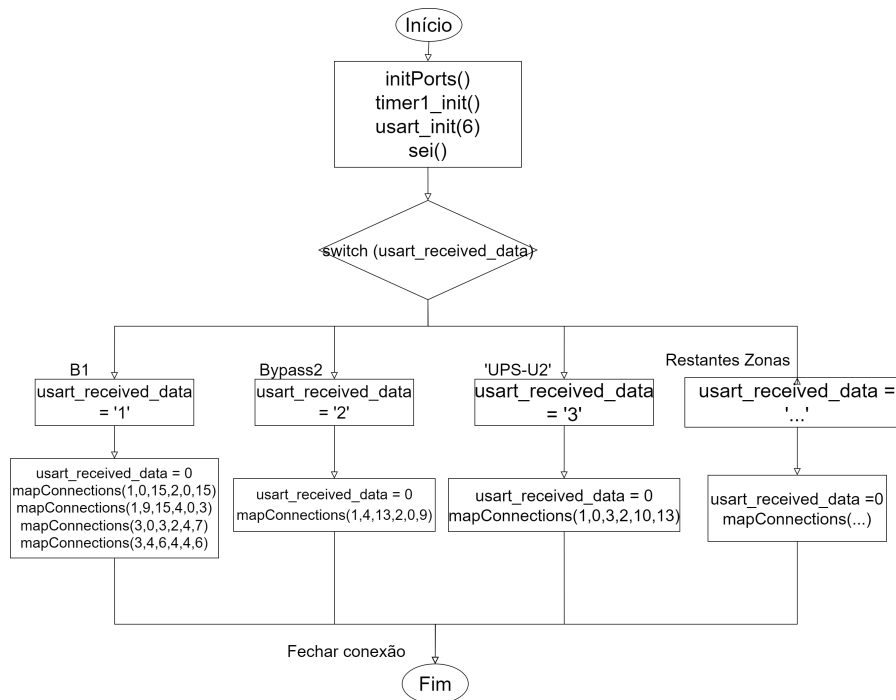 Início
initPorts()
timer1_init()
usart_init(6)
sei()
switch (usart_received_data)
B1
usart_received_data
= '1'
usart_received_data = 0
mapConnections(1,0,15,2,0,15)
mapConnections(1,9,15,4,0,3)
mapConnections(3,0,3,2,4,7)
mapConnections(3,4,6,4,4,6)
Bypass2
usart_received_data
= '2'
usart_received_data = 0
mapConnections(1,4,13,2,0,9)
'UPS-U2'
usart_received_data
= '3'
usart_received_data = 0
mapConnections(1,0,3,2,10,13)
Restantes Zonas
usart_received_data =
'...'
usart_received_data =0
mapConnections(...)
Fechar conexão
Fim